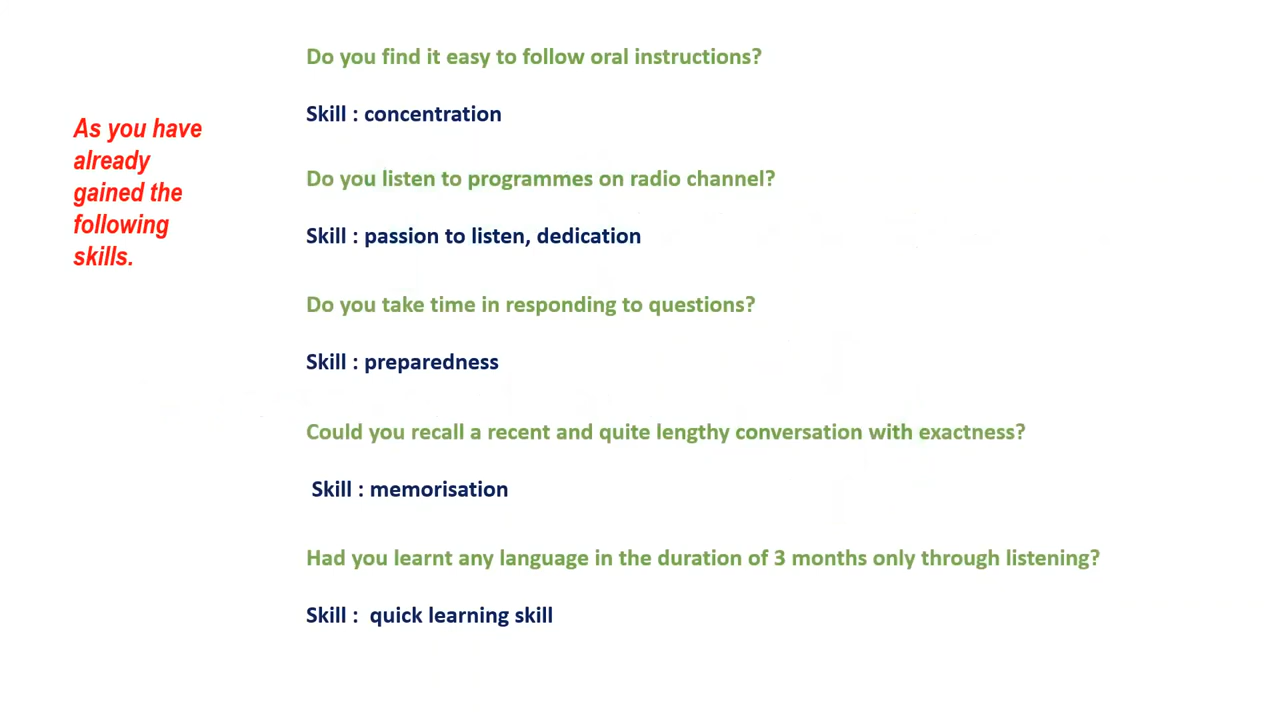 As you have
already
gained the
following
skills.
Do you find it easy to follow oral instructions?
Skill : concentration
Do you listen to programmes on radio channel?
Skill : passion to listen, dedication
Do you take time in responding to questions?
Skill : preparedness
Could you recall a recent and quite lengthy conversation with exactness?
Skill : memorisation
Had you learnt any language in the duration of 3 months only through listening?
Skill :  quick learning skill